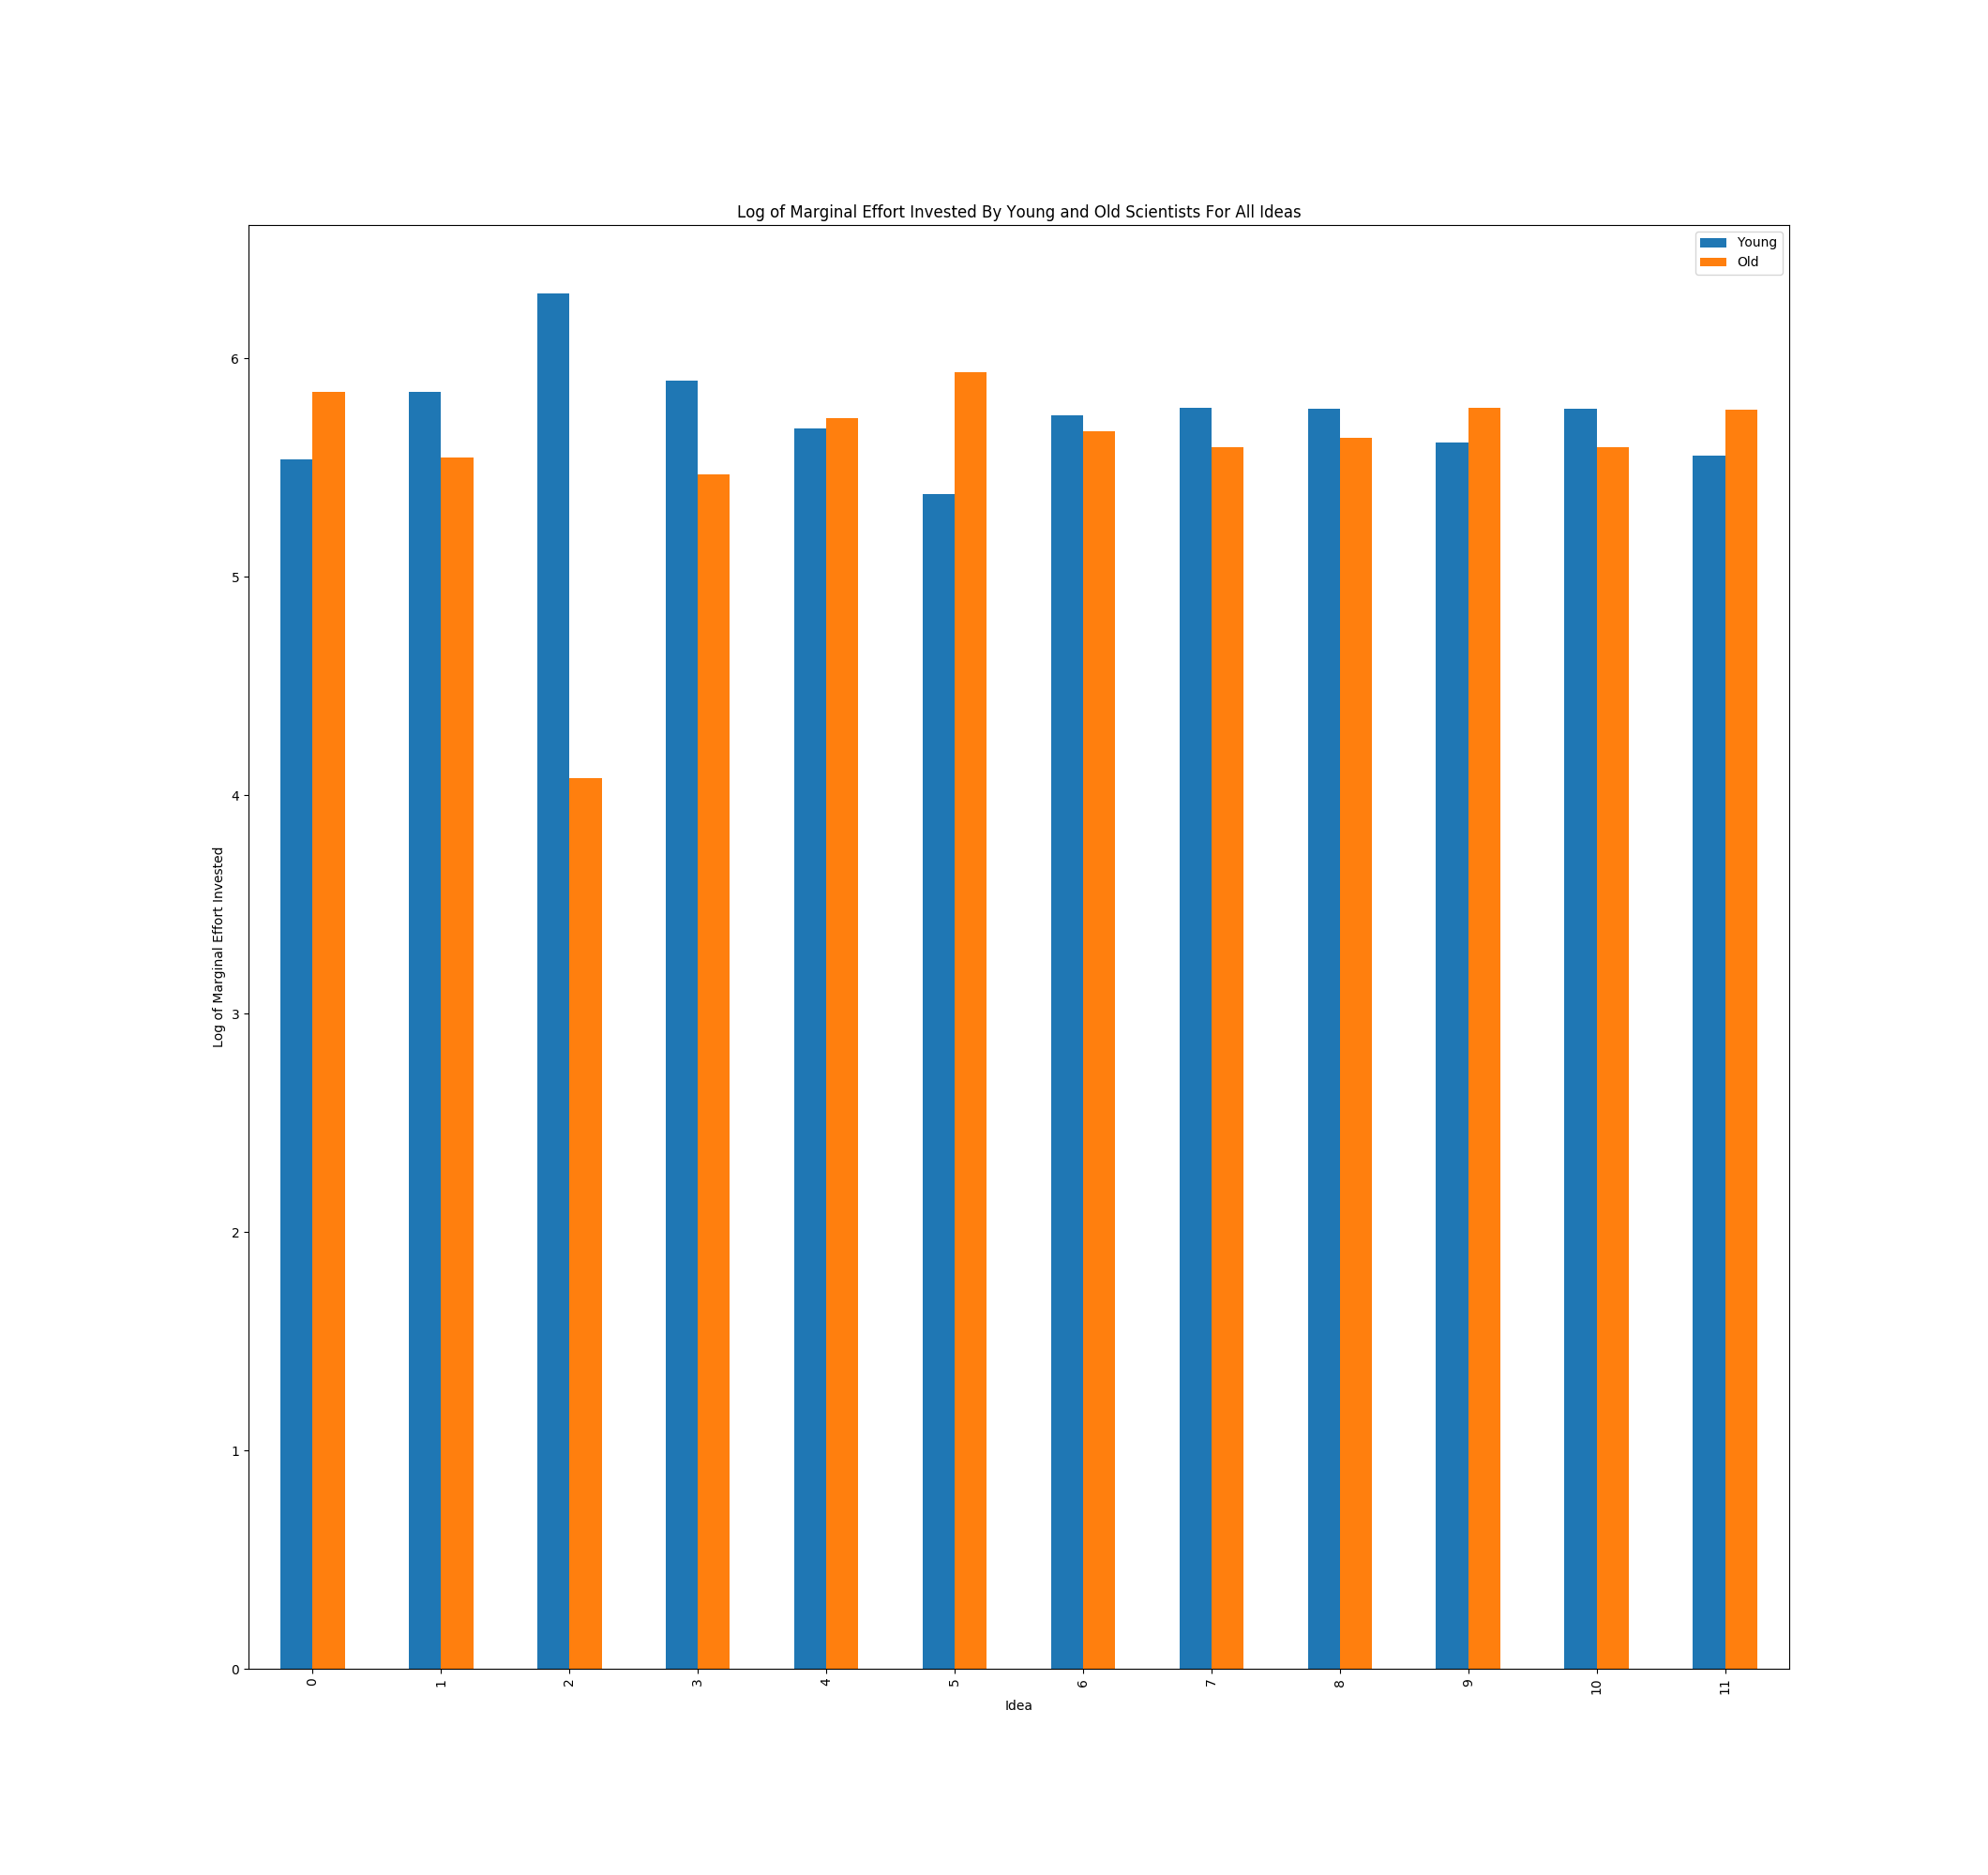 Log of Marginal Effort Invested By Young and Old Scientists For All Ideas
Young
Old
6
5
4
3
2
1
0
Log of Marginal Effort Invested
0 1 2 3 4 5 6 7 8 9 10 11
Idea